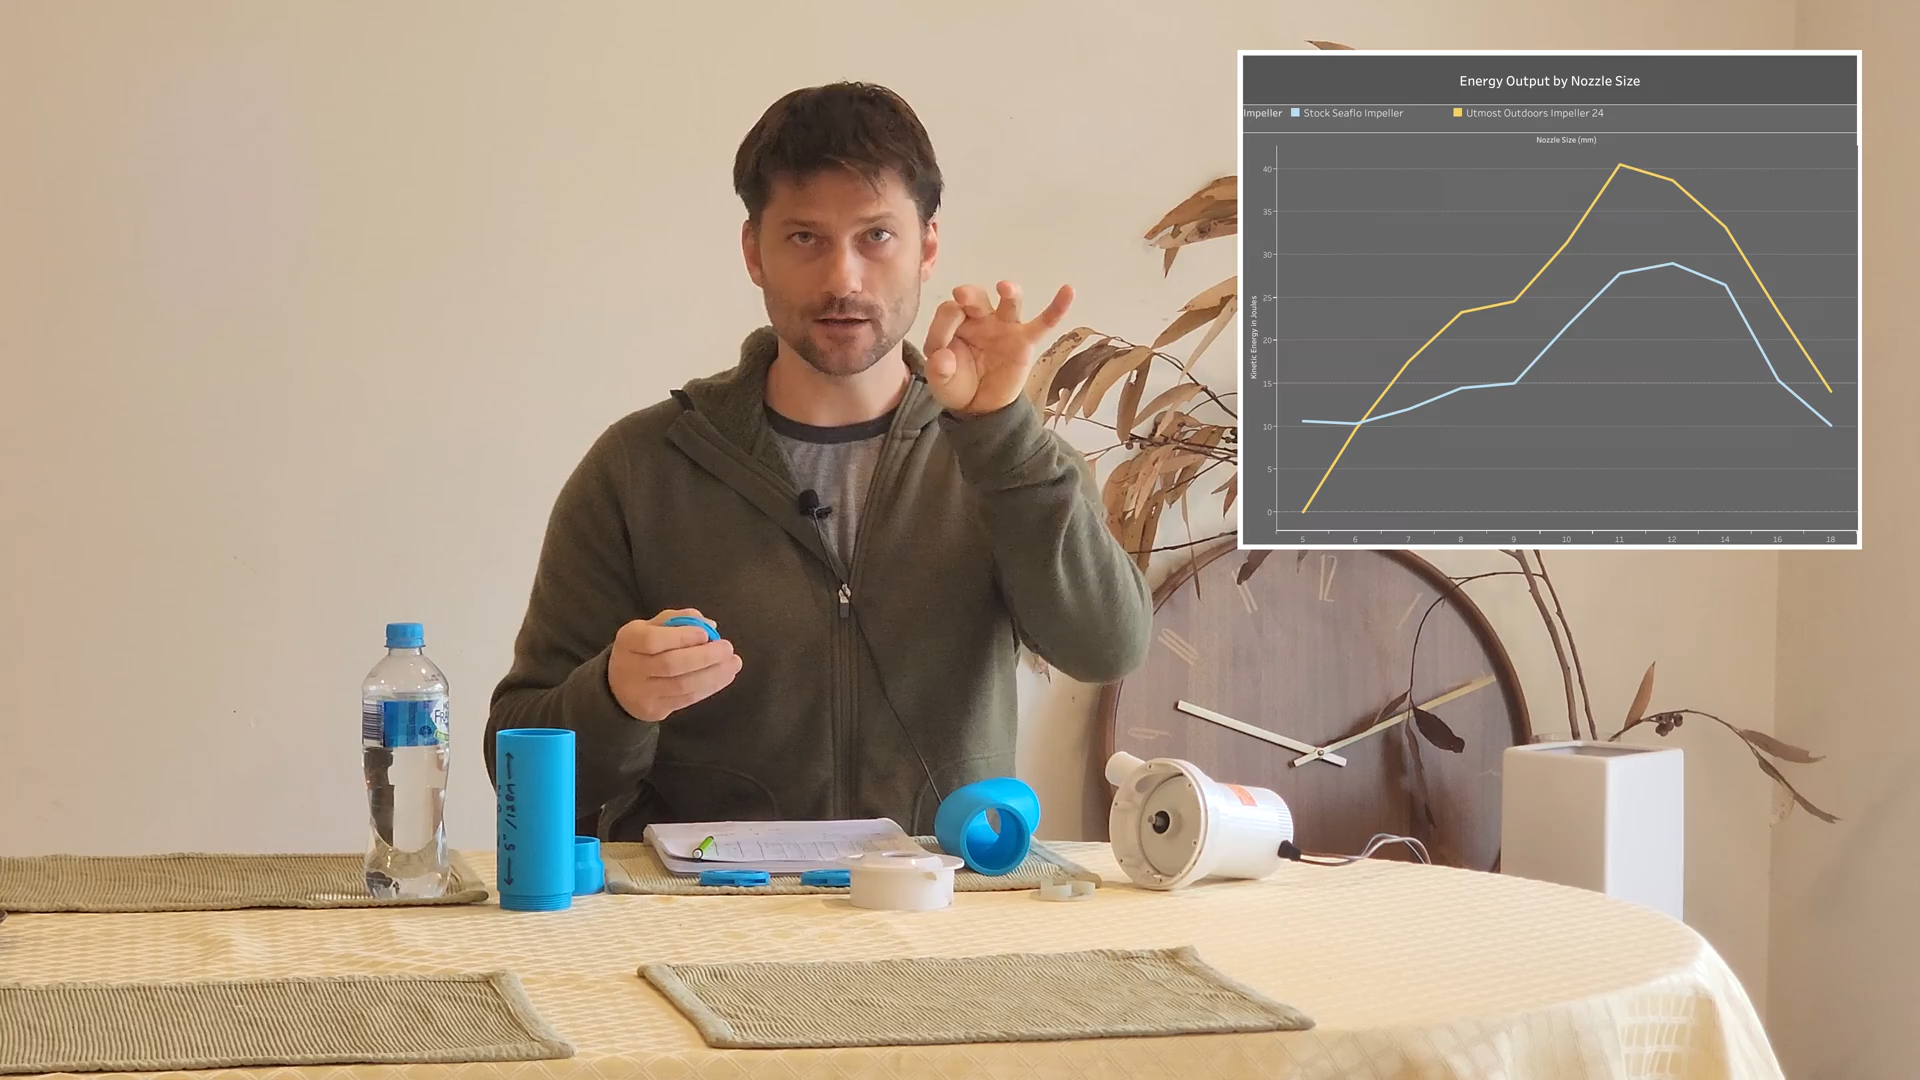 Energy Output by Nozzle Size
Impeller Stock Seaflo Impeller Utmost Outdoors Impeller 24
Nozzle Size (mm)
Kinetic Energy in Joules
40
35
30
25
20
15
10
5
0
5 6 7 8 9 10 11 12 14 16 18
12